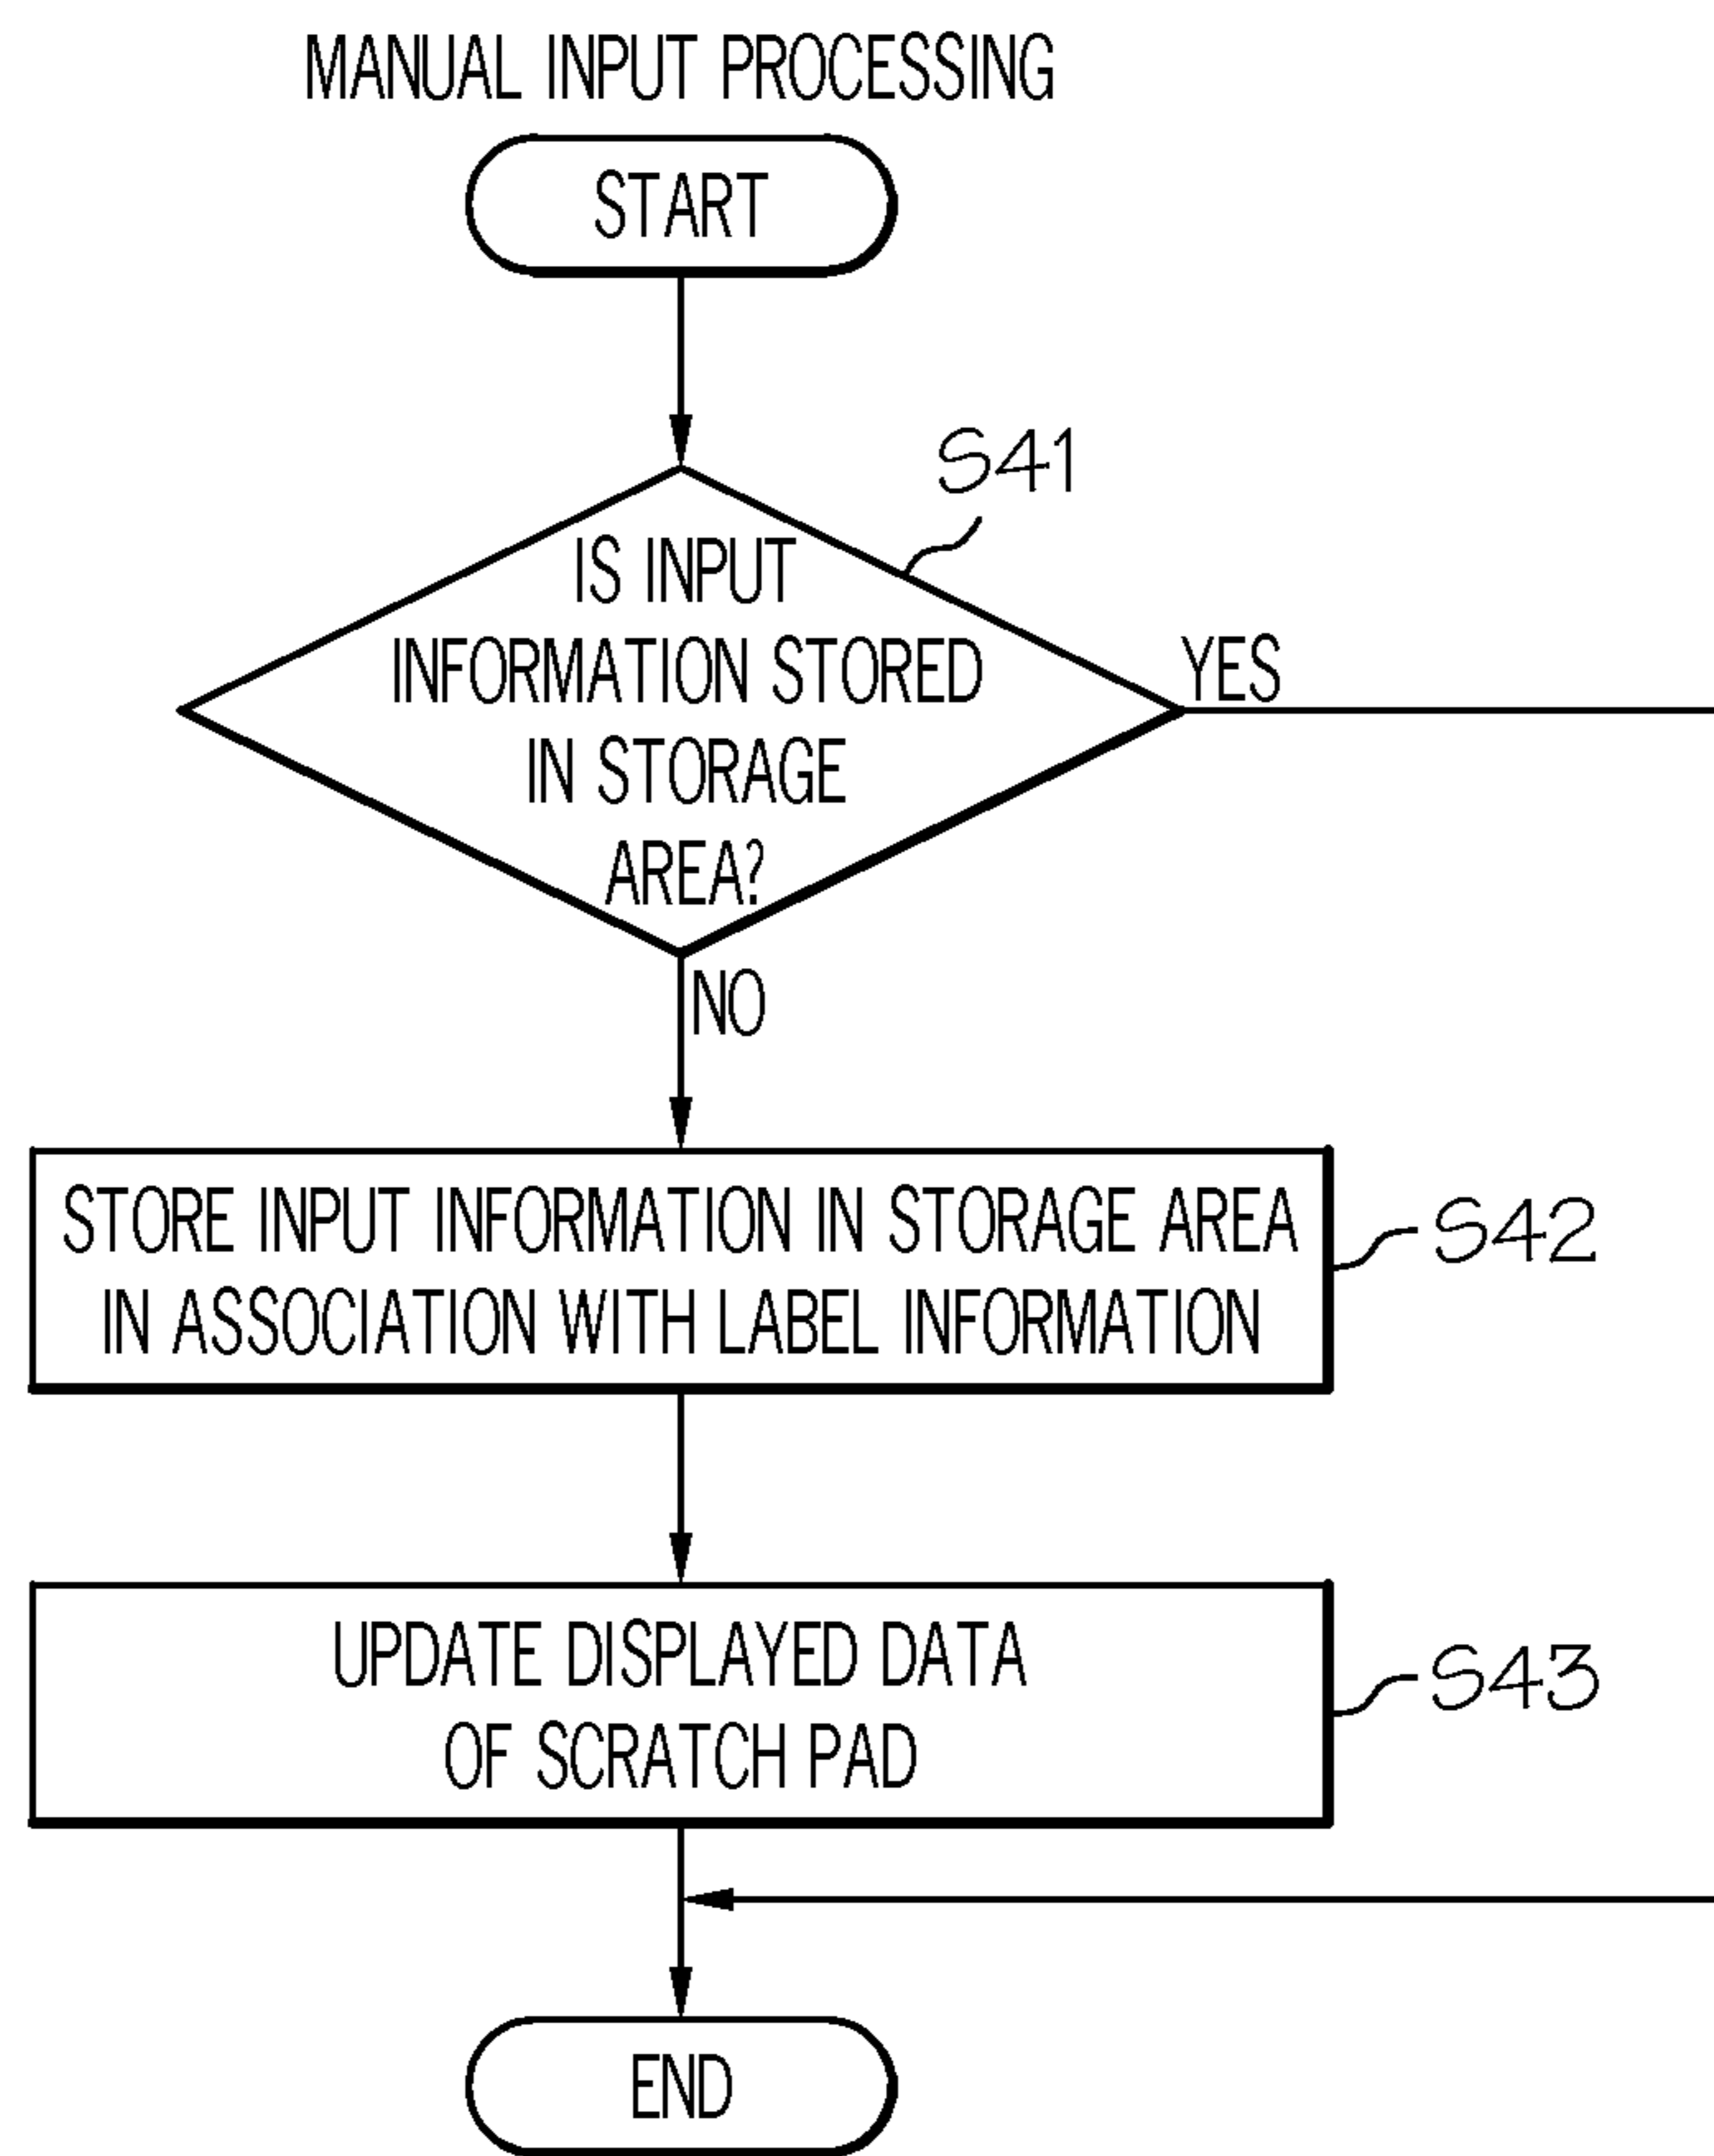 MANUAL INPUT PROCESSING
START
S41
IS INPUT
INFORMATION STORED
IN STORAGE
AREA?
YES
NO
STORE INPUT INFORMATION IN STORAGE AREA
IN ASSOCIATION WITH LABEL INFORMATION
S42
UPDATE DISPLAYED DATA
OF SCRATCH PAD
S43
END